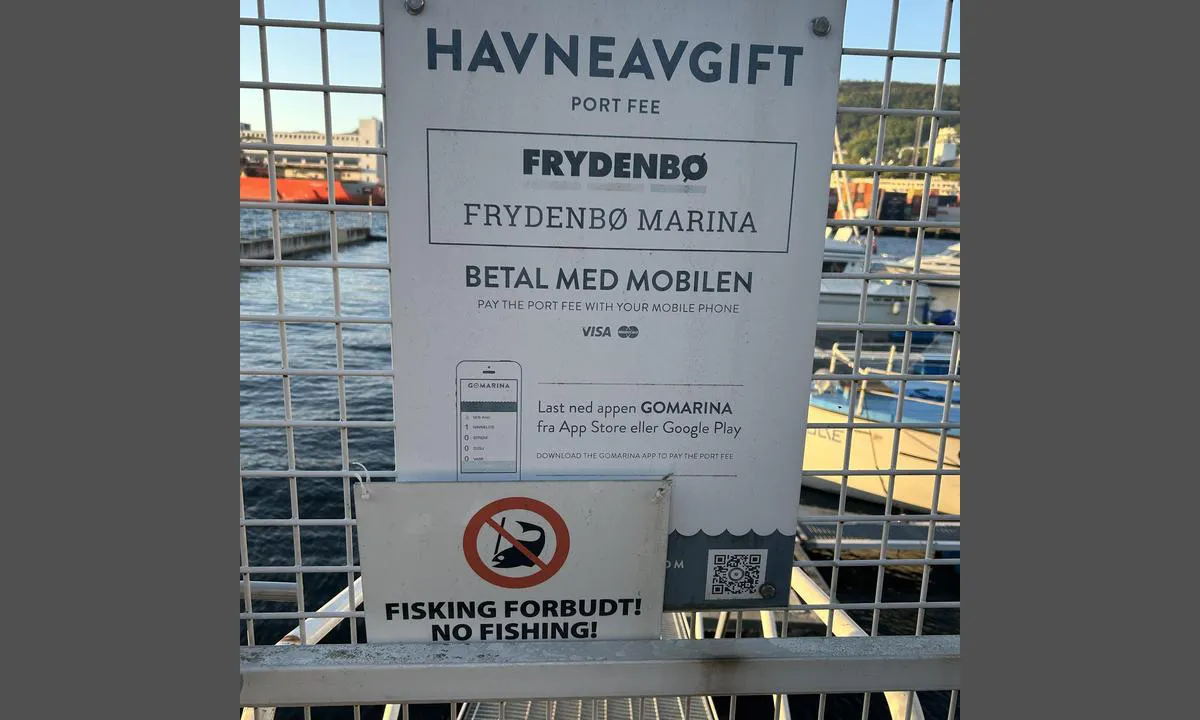 HAVNEAVGIFT
PORT FEE
FRYDENBØ
FRYDENBØ MARINA
BETAL MED MOBILEN
PAY THE PORT FEE WITH YOUR MOBILE PHONE
VISA
GOMARINA
Last ned appen GOMARINA
fra App Store eller Google Play
DOWNLOAD THE GOMARINA APP TO PAY THE PORT FEE
OM
FISKING FORBUDT!
NO FISHING!